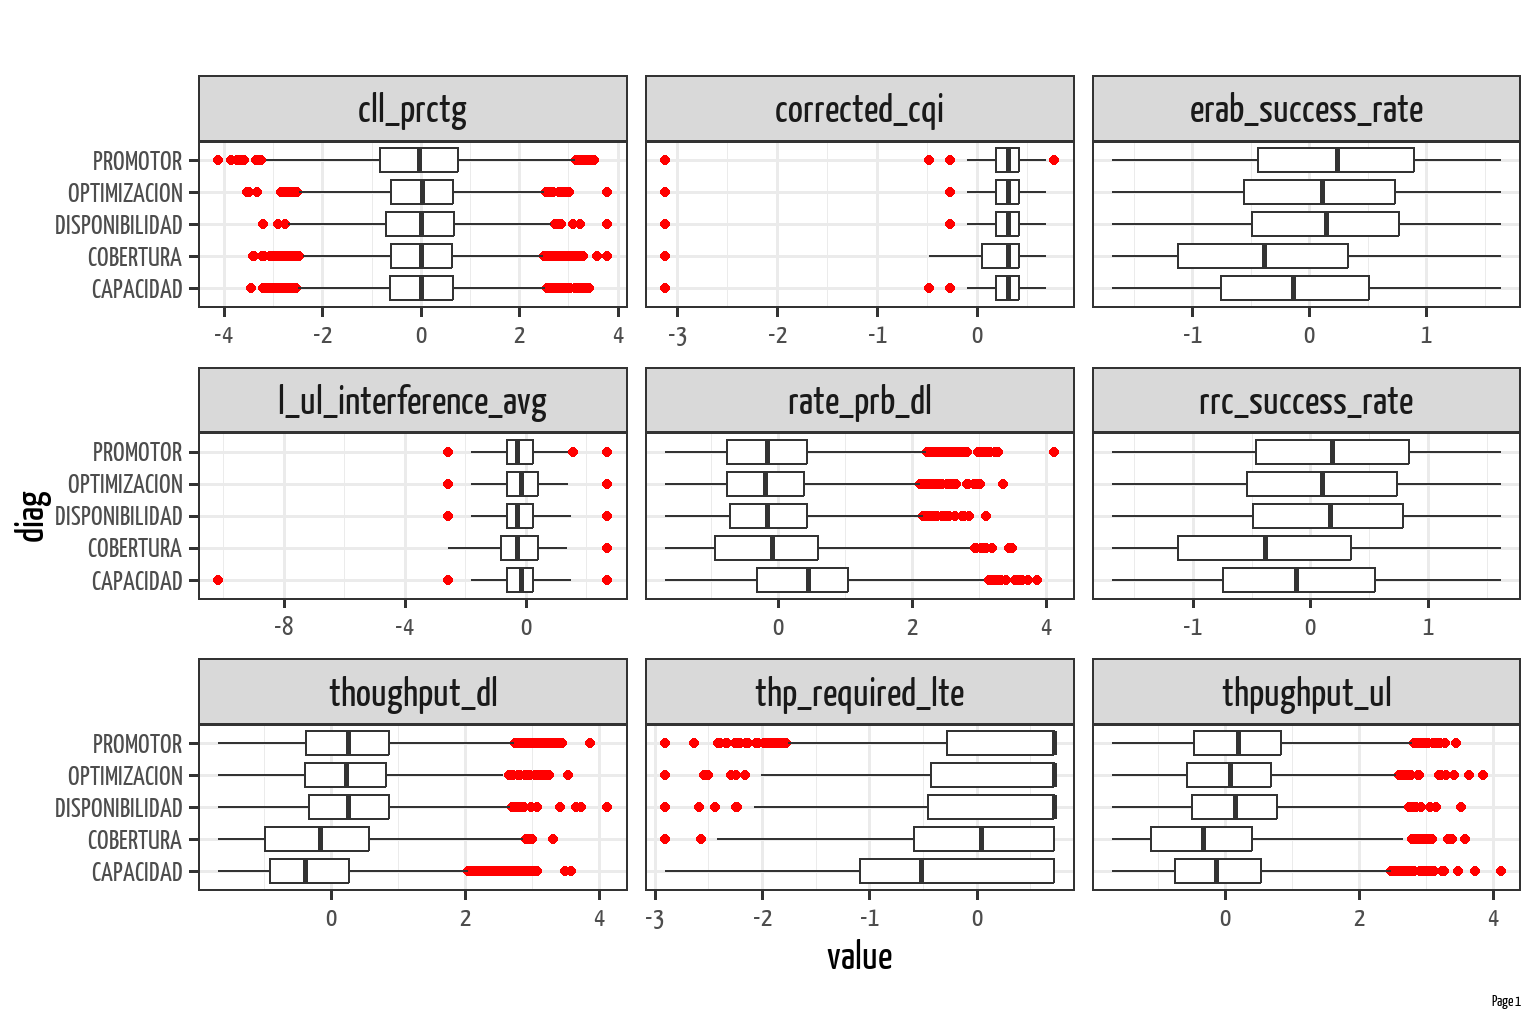 cll_prctg corrected_cqi erab_success_rate
PROMOTOR
OPTIMIZACION
DISPONIBILIDAD
COBERTURA
CAPACIDAD
-4 -2 0 2 4 -3 -2 -1 0 -1 0 1
l_ul_interference_avg rate_prb_dl rrc_success_rate
PROMOTOR
OPTIMIZACION
DISPONIBILIDAD
COBERTURA
CAPACIDAD
diag
-8 -4 0 0 2 4 -1 0 1
thoughput_dl thp_required_lte thpughput_ul
PROMOTOR
OPTIMIZACION
DISPONIBILIDAD
COBERTURA
CAPACIDAD
0 2 4 -3 -2 -1 0 0 2 4
value
Page 1